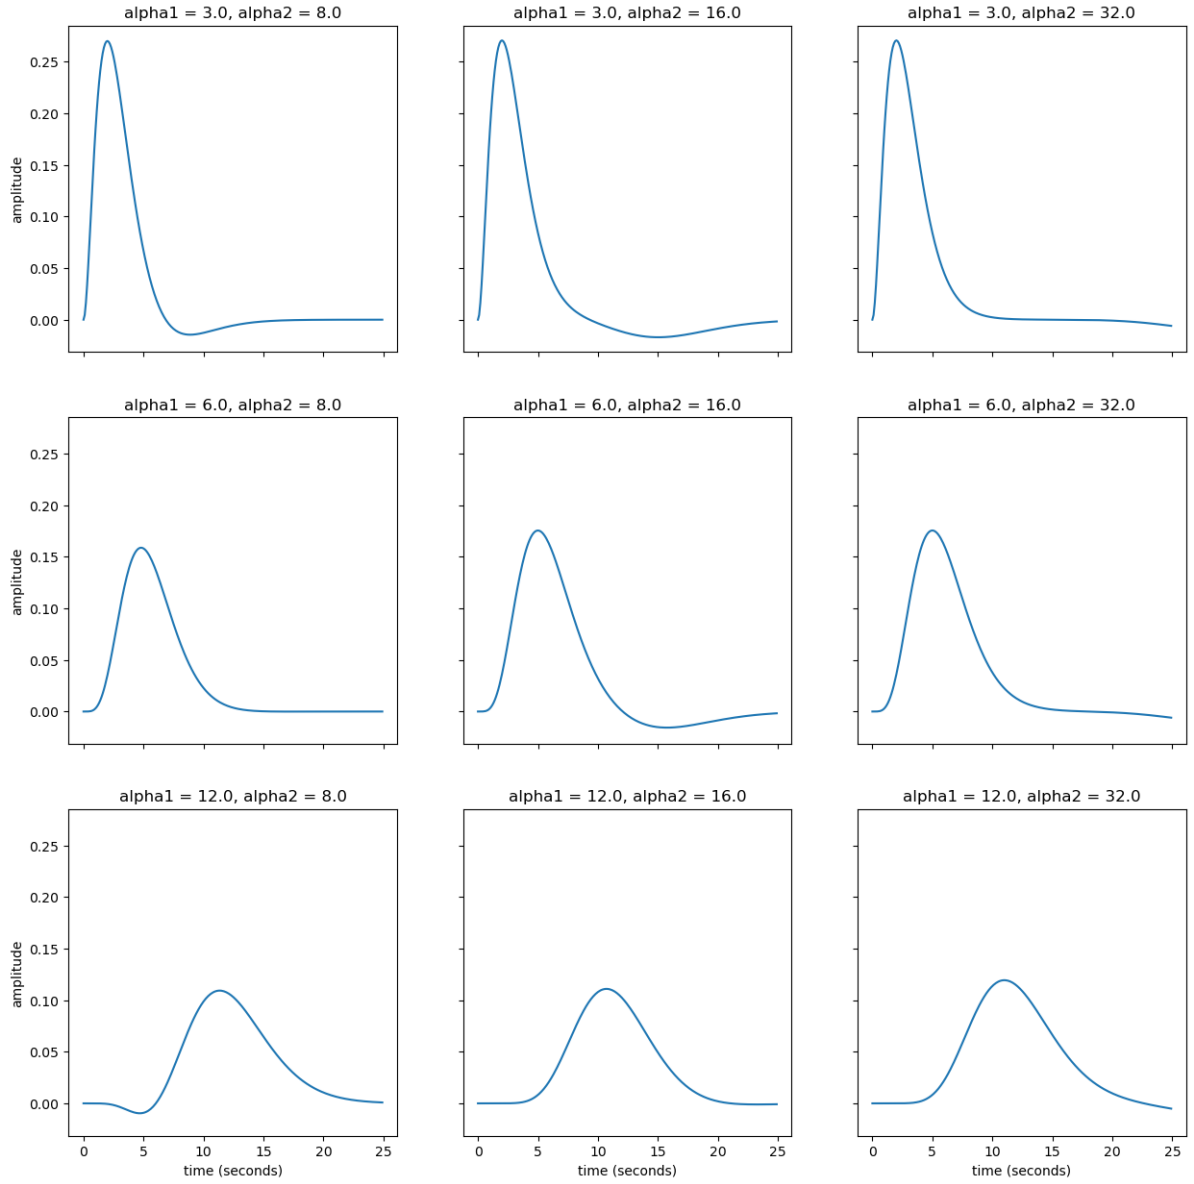 alpha1 = 3.0, alpha2 = 8.0
alpha1 = 3.0, alpha2 = 16.0
alpha1 = 3.0, alpha2 = 32.0
0.25
0.20
0.15
0.10
0.05
0.00
amplitude
alpha1 = 6.0, alpha2 = 8.0
alpha1 = 6.0, alpha2 = 16.0
alpha1 = 6.0, alpha2 = 32.0
0.25
0.20
0.15
0.10
0.05
0.00
amplitude
alpha1 = 12.0, alpha2 = 8.0
alpha1 = 12.0, alpha2 = 16.0
alpha1 = 12.0, alpha2 = 32.0
0.25
0.20
0.15
0.10
0.05
0.00
amplitude
0 5 10 15 20 25
time (seconds)
0 5 10 15 20 25
time (seconds)
0 5 10 15 20 25
time (seconds)